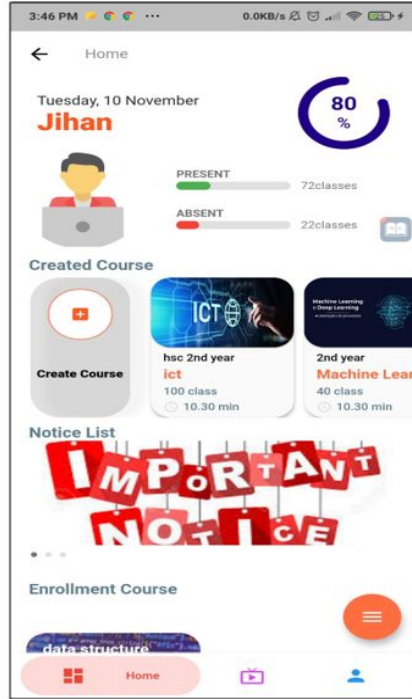 3:46 PM
0.0KB/s
Home
Tuesday, 10 November
Jihan
80
%
PRESENT
72classes
ABSENT
22classes
Created Course
Create Course
ICT
hsc 2nd year
ict
100 class
10.30 min
Machine Learning
Deep Learning
2nd year
Machine Lear
40 class
10.30 min
Notice List
IMPORTANT
NOTICE
Enrollment Course
data structure
Home